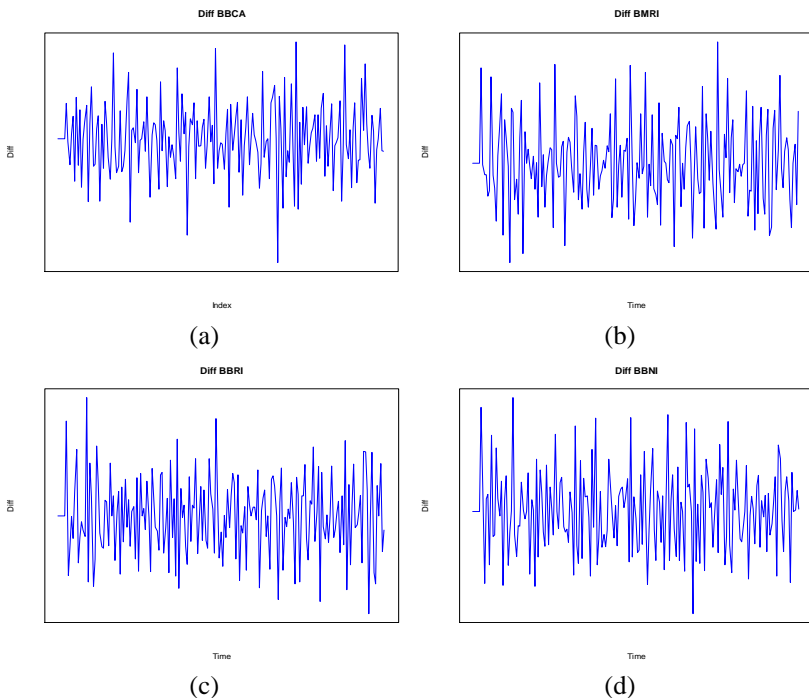 Diff BBCA
Diff
Index
(a)
Diff BMRI
Diff
Time
(b)
Diff BBRI
Diff
Time
(c)
Diff BBNI
Diff
Time
(d)